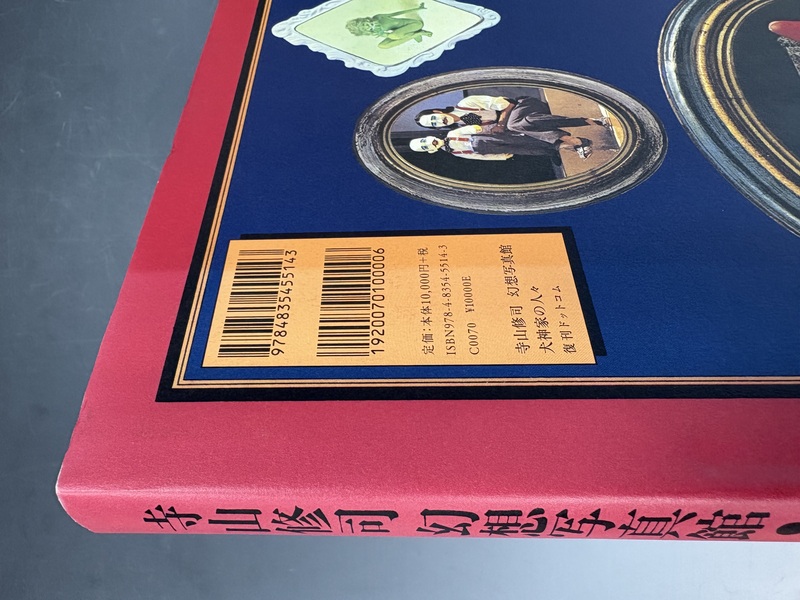 9784835455143
1920070100006
定価:本体10,000円+税
ISBN978-4-8354-5514-3
C0070 ¥10000E
寺山修司 幻想写真館
犬神家の人々
復刊ドットコム
寺山修司 幻想写真館